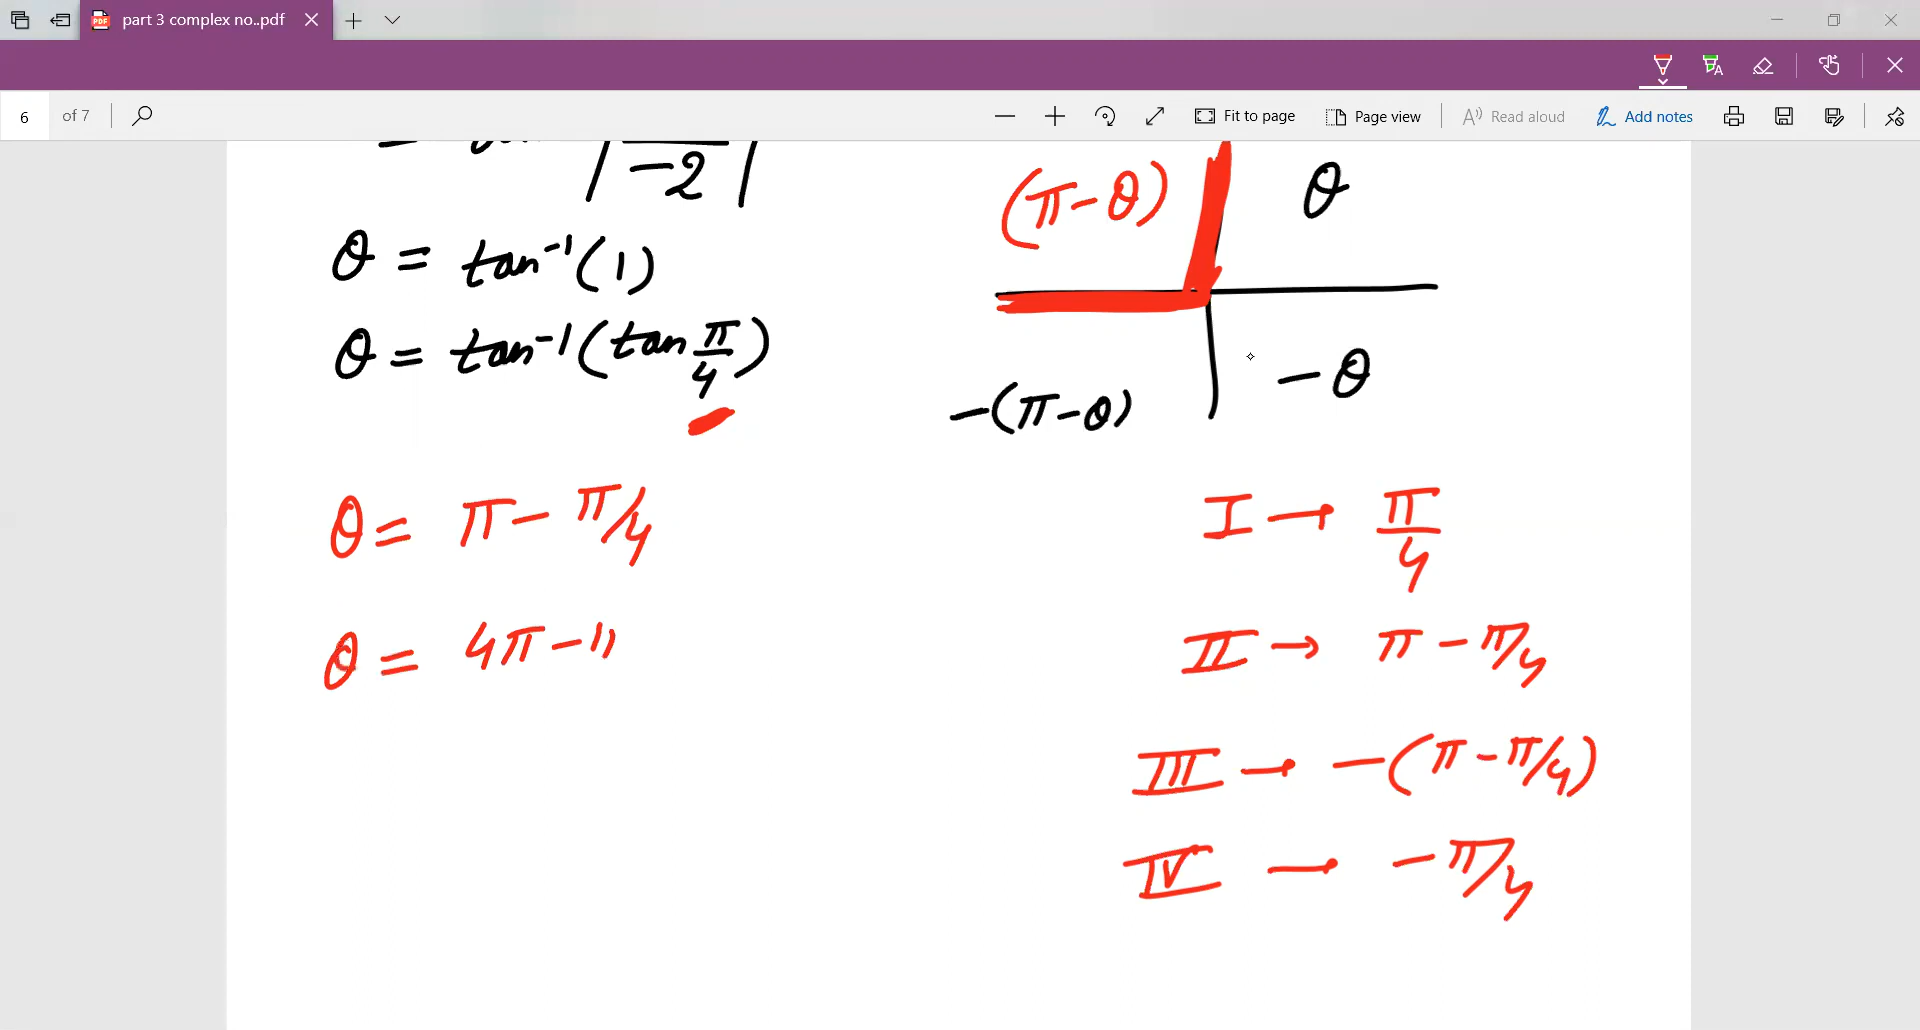 part 3 complex no..pdf
6 of 7
Fit to page
Page view
Read aloud
Add notes
-2
θ = tan⁻¹(1)
θ = tan⁻¹(tan π/4)
(π-θ)
θ
-(π-θ)
-θ
θ = π - π/4
θ = 4π - π
I → π/4
II → π - π/4
III → -(π - π/4)
IV → -π/4